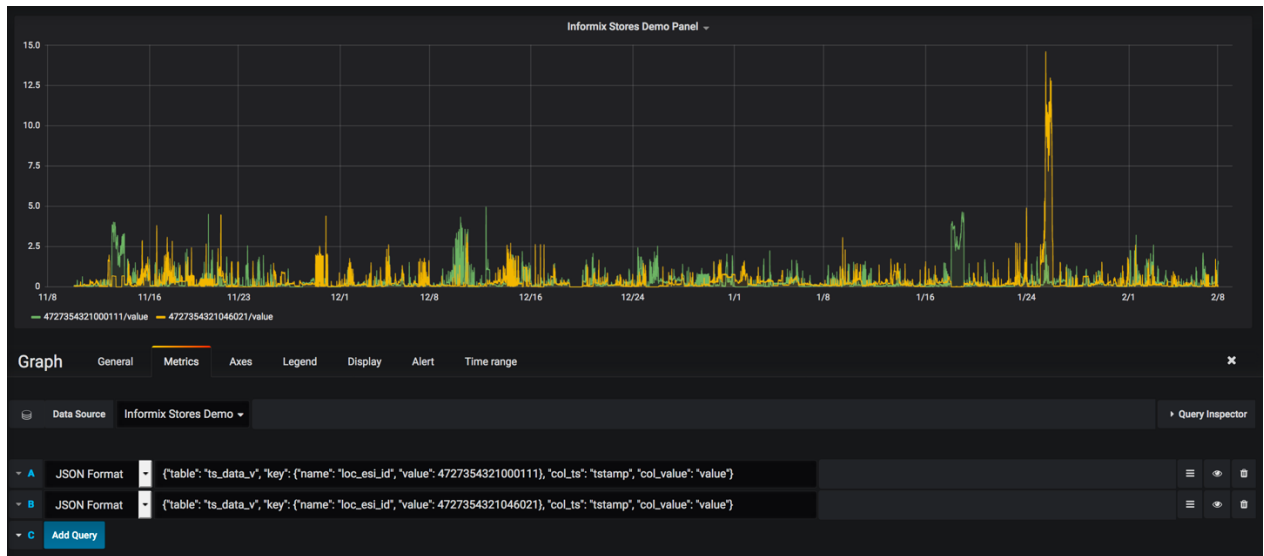 Informix Stores Demo Panel
15.0
12.5
10.0
7.5
5.0
2.5
0
11/8 11/16 11/23 12/1 12/8 12/16 12/24 1/1 1/8 1/16 1/24 2/1 2/8
4727354321000111/value 4727354321046021/value
Graph General Metrics Axes Legend Display Alert Time range
Data Source Informix Stores Demo Query Inspector
A JSON Format {"table": "ts_data_v", "key": {"name": "loc_esi_id", "value": 4727354321000111}, "col_ts": "tstamp", "col_value": "value"}
B JSON Format {"table": "ts_data_v", "key": {"name": "loc_esi_id", "value": 4727354321046021}, "col_ts": "tstamp", "col_value": "value"}
C Add Query